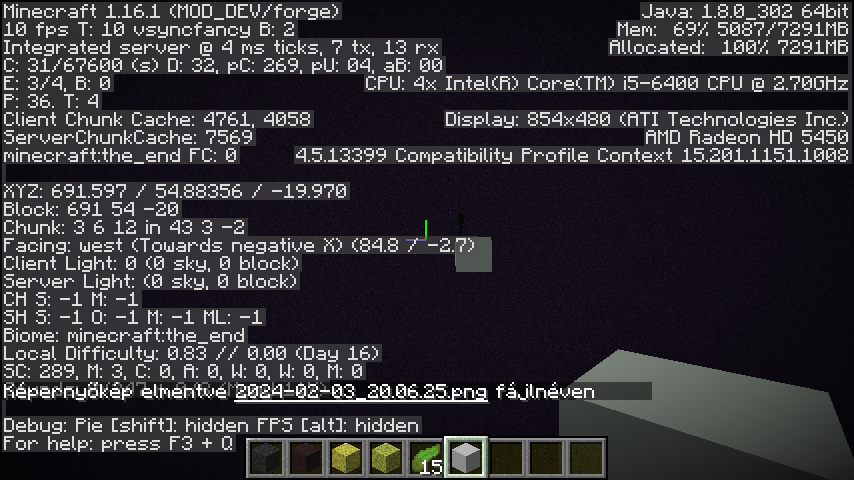 Minecraft 1.16.1 (MOD_DEV/forge)
10 fps T: 10 vsyncfancy B: 2
Integrated server @ 4 ms ticks, 7 tx, 13 rx
C: 31/67600 (s) D: 32, pC: 269, pU: 04, aB: 00
E: 3/4, B: 0
P: 36. T: 4
Client Chunk Cache: 4761, 4058
ServerChunkCache: 7569
minecraft:the_end FC: 0
XYZ: 691.597 / 54.88356 / -19.970
Block: 691 54 -20
Chunk: 3 6 12 in 43 3 -2
Facing: west (Towards negative X) (84.8 / -2.7)
Client Light: 0 (0 sky, 0 block)
Server Light: (0 sky, 0 block)
CH S: -1 M: -1
SH S: -1 O: -1 M: -1 ML: -1
Biome: minecraft:the_end
Local Difficulty: 0.83 // 0.00 (Day 16)
SC: 289, M: 3, C: 0, A: 0, W: 0, W: 0, M: 0
Képernyőkép elmentve 2024-02-03_20.06.25.png fájlnéven
Debug: Pie [shift]: hidden FPS [alt]: hidden
For help: press F3 + Q
Java: 1.8.0_302 64bit
Mem: 69% 5087/7291MB
Allocated: 100% 7291MB
CPU: 4x Intel(R) Core(TM) i5-6400 CPU @ 2.70GHz
Display: 854x480 (ATI Technologies Inc.)
AMD Radeon HD 5450
4.5.13399 Compatibility Profile Context 15.201.1151.1008
15